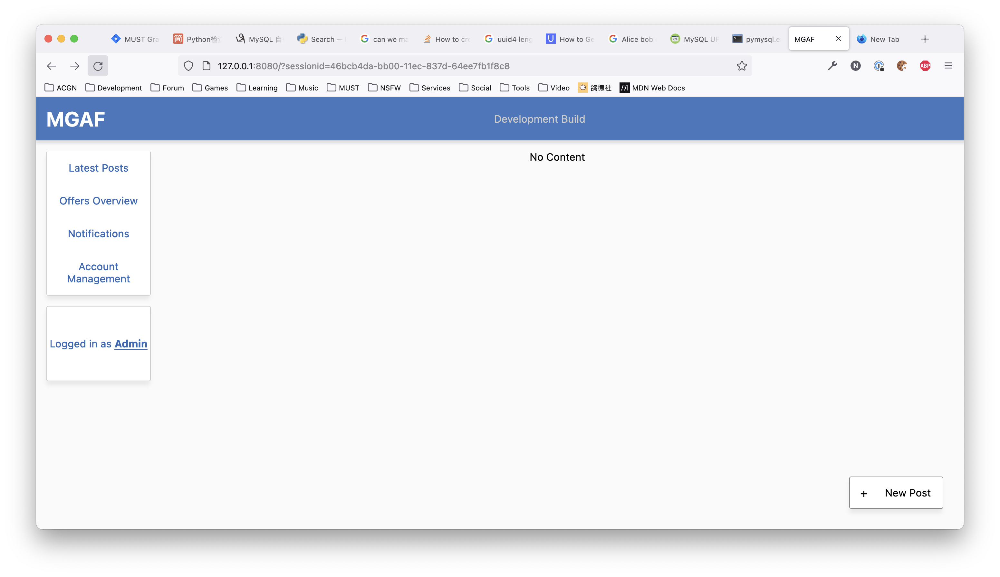 MUST Gra
Python检
MySQL 自
Search —
can we ma
How to cre
uuid4 leng
How to Ge
Alice bob
MySQL UP
pymysql.e
MGAF
New Tab
127.0.0.1:8080/?sessionid=46bcb4da-bb00-11ec-837d-64ee7fb1f8c8
N
ABP
ACGN
Development
Forum
Games
Learning
Music
MUST
NSFW
Services
Social
Tools
Video
鸽德社
MDN Web Docs
MGAF
Development Build
No Content
Latest Posts
Offers Overview
Notifications
Account
Management
Logged in as Admin
+ New Post